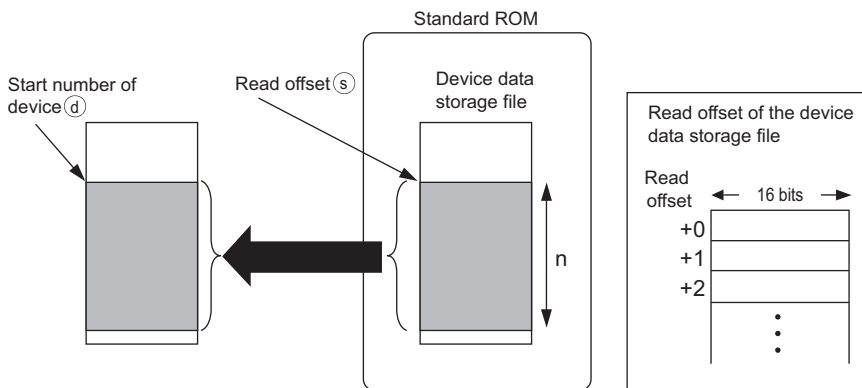 Standard ROM
Start number of
device ⓓ
Read offset ⓢ
Device data
storage file
n
Read offset of the device
data storage file
Read
offset
16 bits
+0
+1
+2